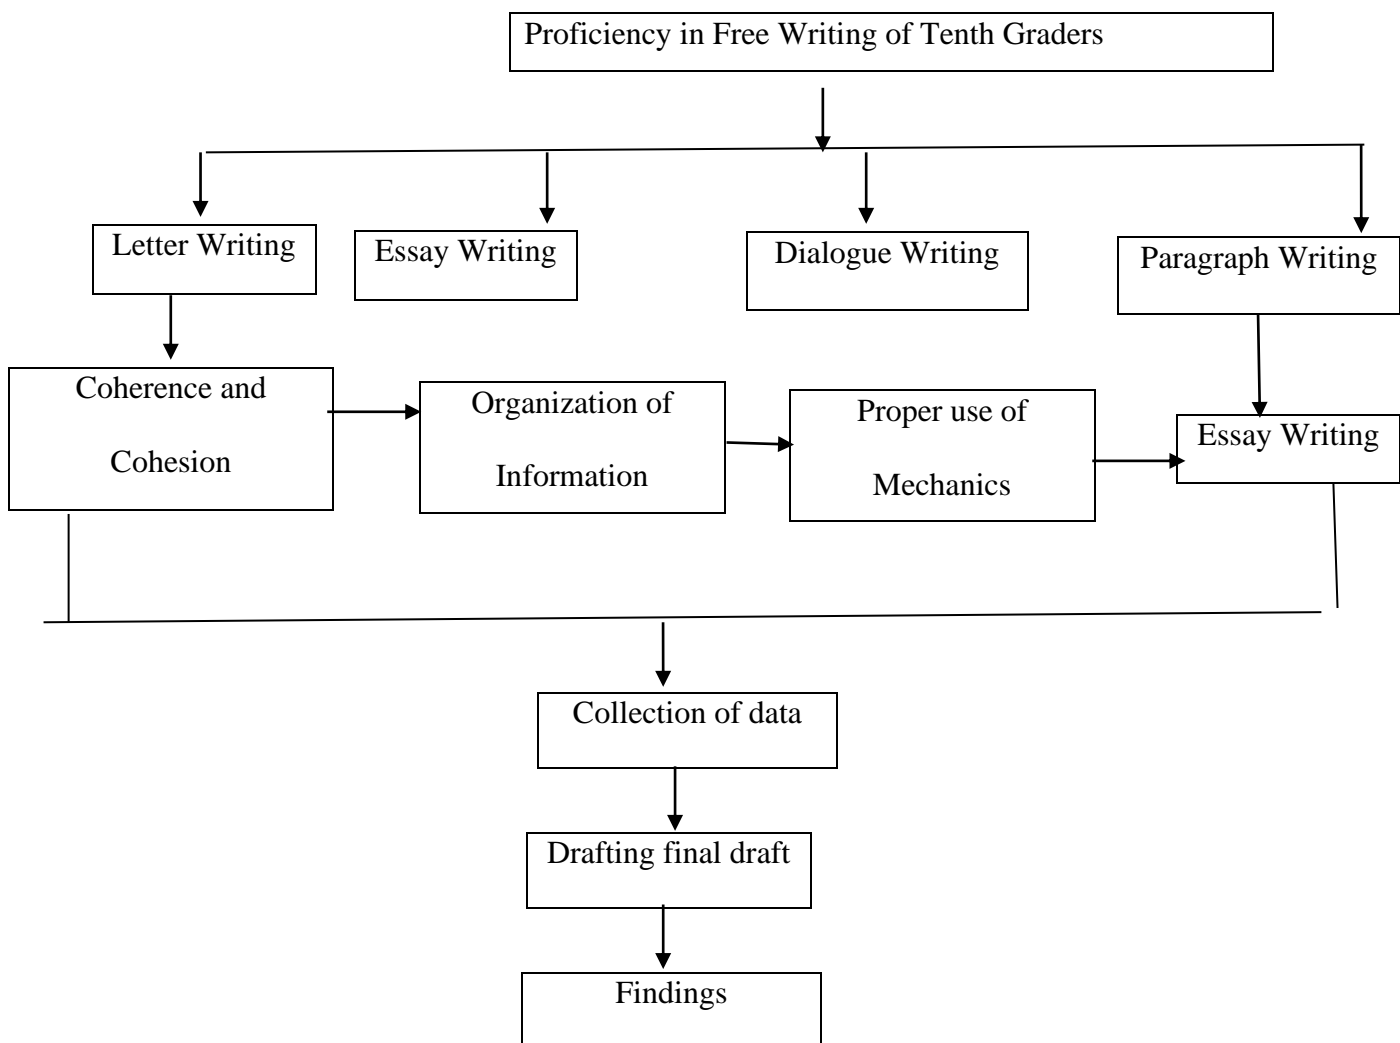 Proficiency in Free Writing of Tenth Graders
Letter Writing
Essay Writing
Dialogue Writing
Paragraph Writing
Coherence and
Cohesion
Organization of
Information
Proper use of
Mechanics
Essay Writing
Collection of data
Drafting final draft
Findings